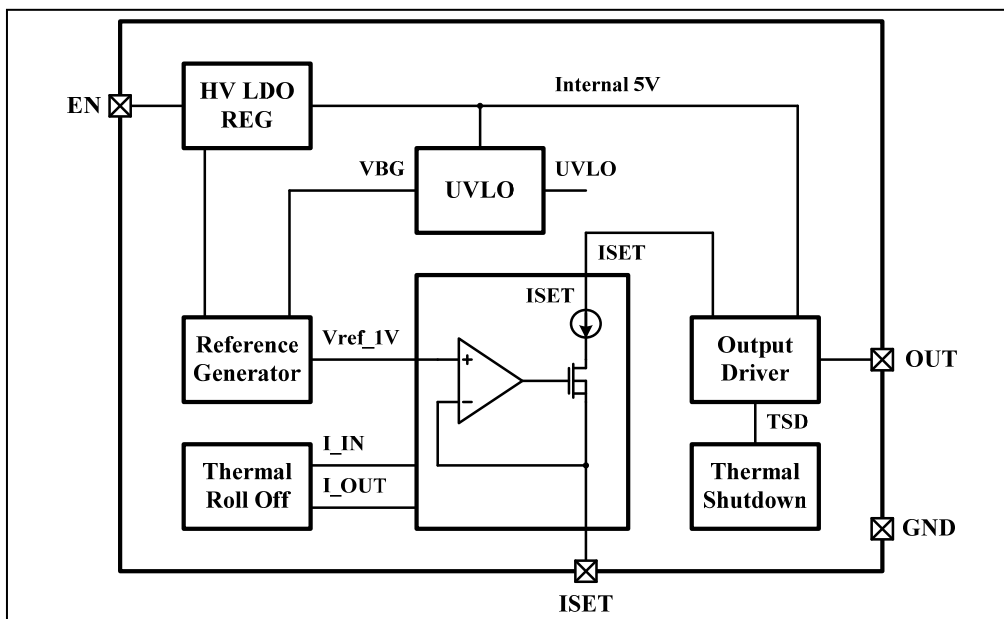 EN
HV LDO
REG
Internal 5V
VBG
UVLO
UVLO
ISET
ISET
Reference
Generator
Vref_1V
+
−
Output
Driver
OUT
TSD
Thermal
Roll Off
I_IN
I_OUT
Thermal
Shutdown
GND
ISET